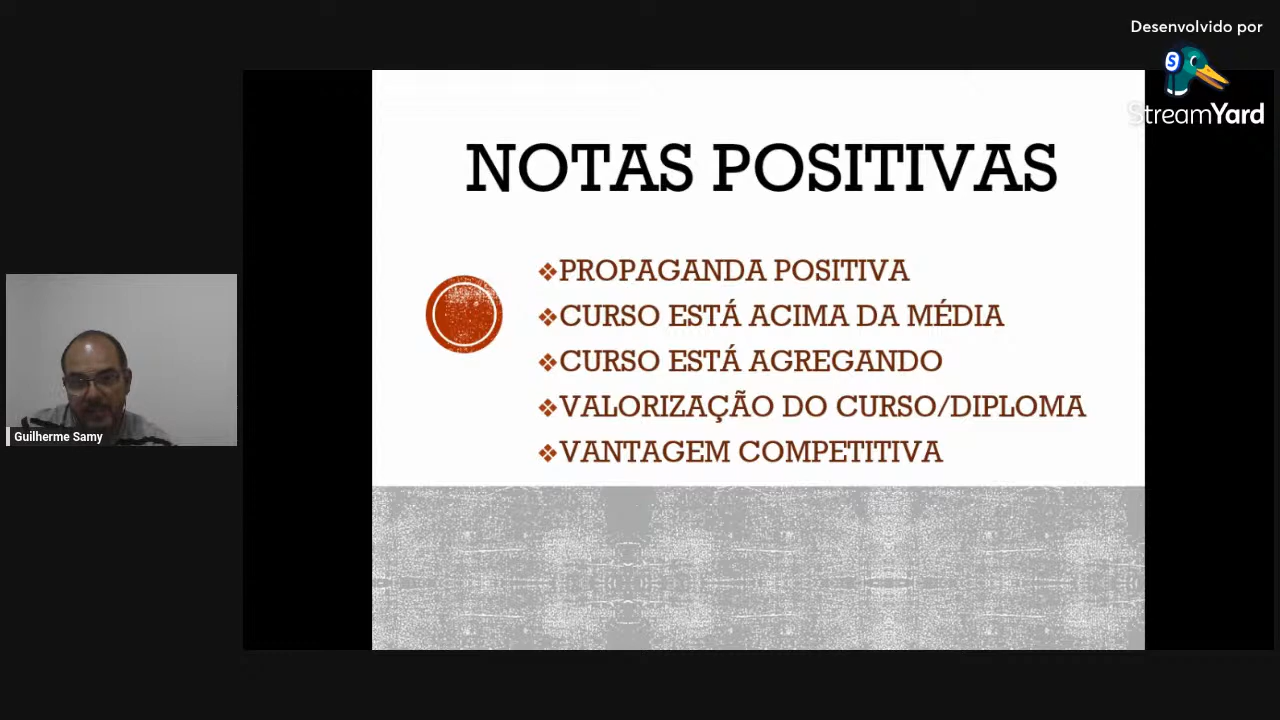 Desenvolvido por
StreamYard
NOTAS POSITIVAS
❖PROPAGANDA POSITIVA
❖CURSO ESTÁ ACIMA DA MÉDIA
❖CURSO ESTÁ AGREGANDO
❖VALORIZAÇÃO DO CURSO/DIPLOMA
❖VANTAGEM COMPETITIVA
Guilherme Samy